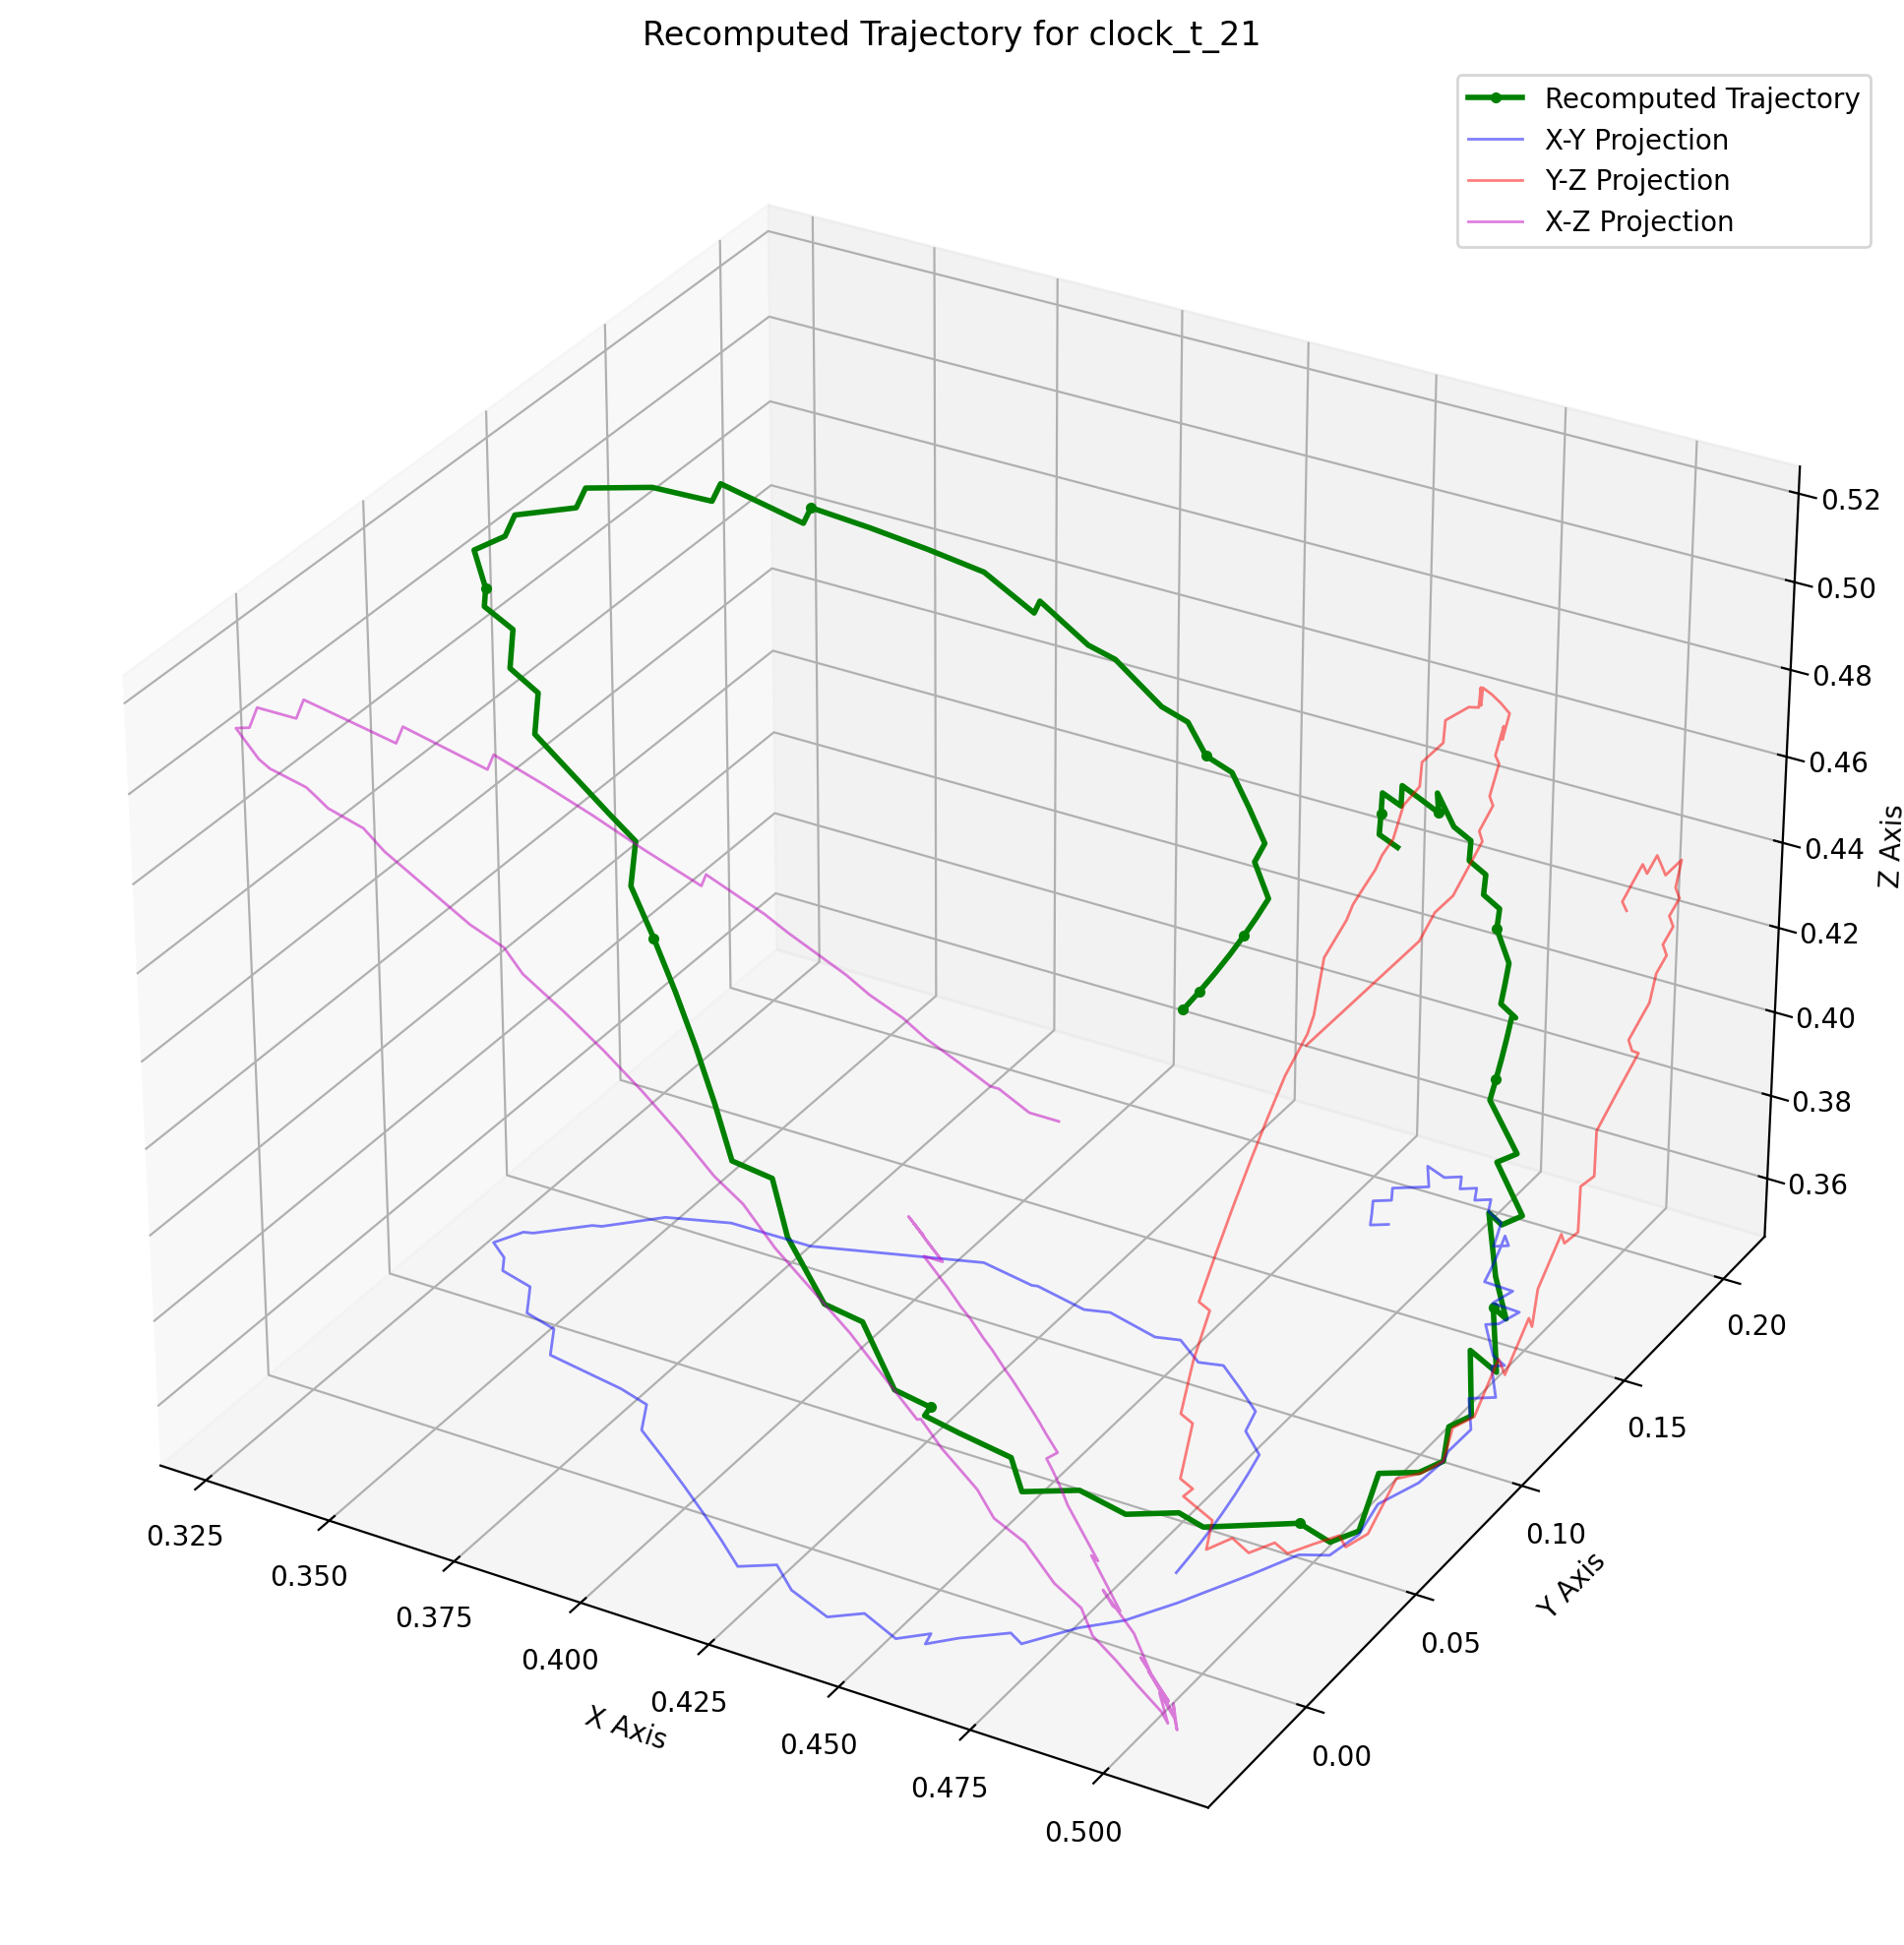 Recomputed Trajectory for clock_t_21
Recomputed Trajectory
X-Y Projection
Y-Z Projection
X-Z Projection
0.52
0.50
0.48
0.46
0.44
0.42
0.40
0.38
0.36
Z Axis
0.20
0.15
0.10
0.05
0.00
Y Axis
0.325
0.350
0.375
0.400
0.425
0.450
0.475
0.500
X Axis